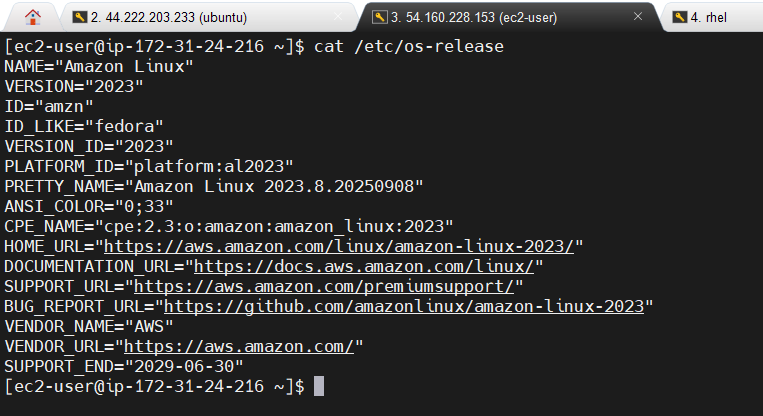 2. 44.222.203.233 (ubuntu)
3. 54.160.228.153 (ec2-user)
4. rhel
[ec2-user@ip-172-31-24-216 ~]$ cat /etc/os-release
NAME="Amazon Linux"
VERSION="2023"
ID="amzn"
ID_LIKE="fedora"
VERSION_ID="2023"
PLATFORM_ID="platform:al2023"
PRETTY_NAME="Amazon Linux 2023.8.20250908"
ANSI_COLOR="0;33"
CPE_NAME="cpe:2.3:o:amazon:amazon_linux:2023"
HOME_URL="https://aws.amazon.com/linux/amazon-linux-2023/"
DOCUMENTATION_URL="https://docs.aws.amazon.com/linux/"
SUPPORT_URL="https://aws.amazon.com/premiumsupport/"
BUG_REPORT_URL="https://github.com/amazonlinux/amazon-linux-2023"
VENDOR_NAME="AWS"
VENDOR_URL="https://aws.amazon.com/"
SUPPORT_END="2029-06-30"
[ec2-user@ip-172-31-24-216 ~]$